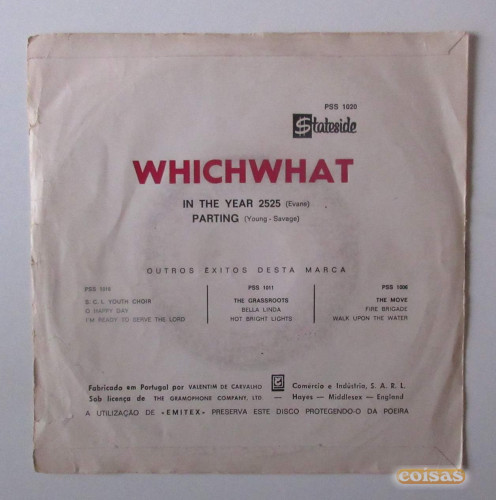 PSS 1020
Stateside
WHICHWHAT
IN THE YEAR 2525 (Evans)
PARTING (Young - Savage)
OUTROS ÊXITOS DESTA MARCA
PSS 1010 PSS 1011 PSS 1006
S. C. I. YOUTH CHOIR THE GRASSROOTS THE MOVE
O HAPPY DAY BELLA LINDA FIRE BRIGADE
I'M READY TO SERVE THE LORD HOT BRIGHT LIGHTS WALK UPON THE WATER
Fabricado em Portugal por VALENTIM DE CARVALHO Comércio e Indústria, S. A. R. L.
Sob licença de THE GRAMOPHONE COMPANY, LTD — Hayes — Middlesex — England
A UTILIZAÇÃO DE «EMITEX» PRESERVA ESTE DISCO PROTEGENDO-O DA POEIRA
coisas